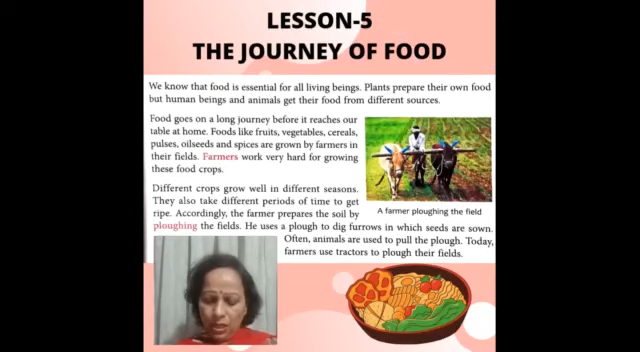 LESSON-5
THE JOURNEY OF FOOD
We know that food is essential for all living beings. Plants prepare their own food
but human beings and animals get their food from different sources.
Food goes on a long journey before it reaches our
table at home. Foods like fruits, vegetables, cereals,
pulses, oilseeds and spices are grown by farmers in
their fields. Farmers work very hard for growing
these food crops.
A farmer ploughing the field
Different crops grow well in different seasons.
They also take different periods of time to get
ripe. Accordingly, the farmer prepares the soil by
ploughing the fields. He uses a plough to dig furrows in which seeds are sown.
Often, animals are used to pull the plough. Today,
farmers use tractors to plough their fields.